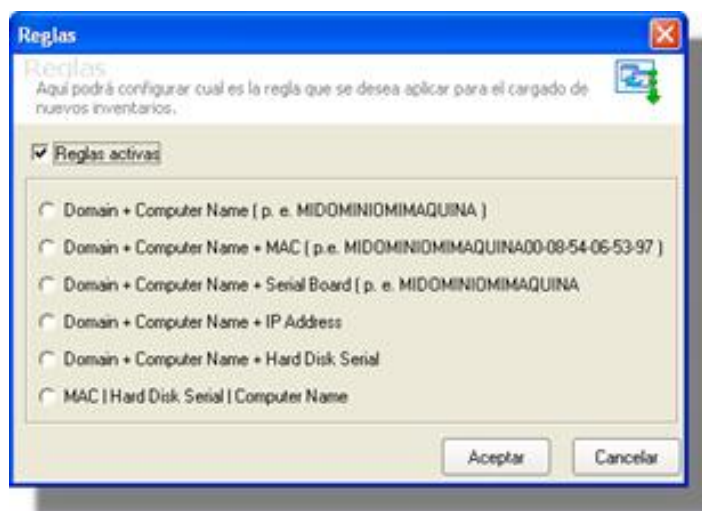 Reglas
Reglas
Aquí podrá configurar cual es la regla que se desea aplicar para el cargado de
nuevos inventarios.
Reglas activas
Domain + Computer Name ( p. e. MIDOMINIOMIMAQUINA )
Domain + Computer Name + MAC ( p.e. MIDOMINIOMIMAQUINA00-08-54-06-53-97 )
Domain + Computer Name + Serial Board ( p. e. MIDOMINIOMIMAQUINA
Domain + Computer Name + IP Address
Domain + Computer Name + Hard Disk Serial
MAC | Hard Disk Serial | Computer Name
Aceptar Cancelar